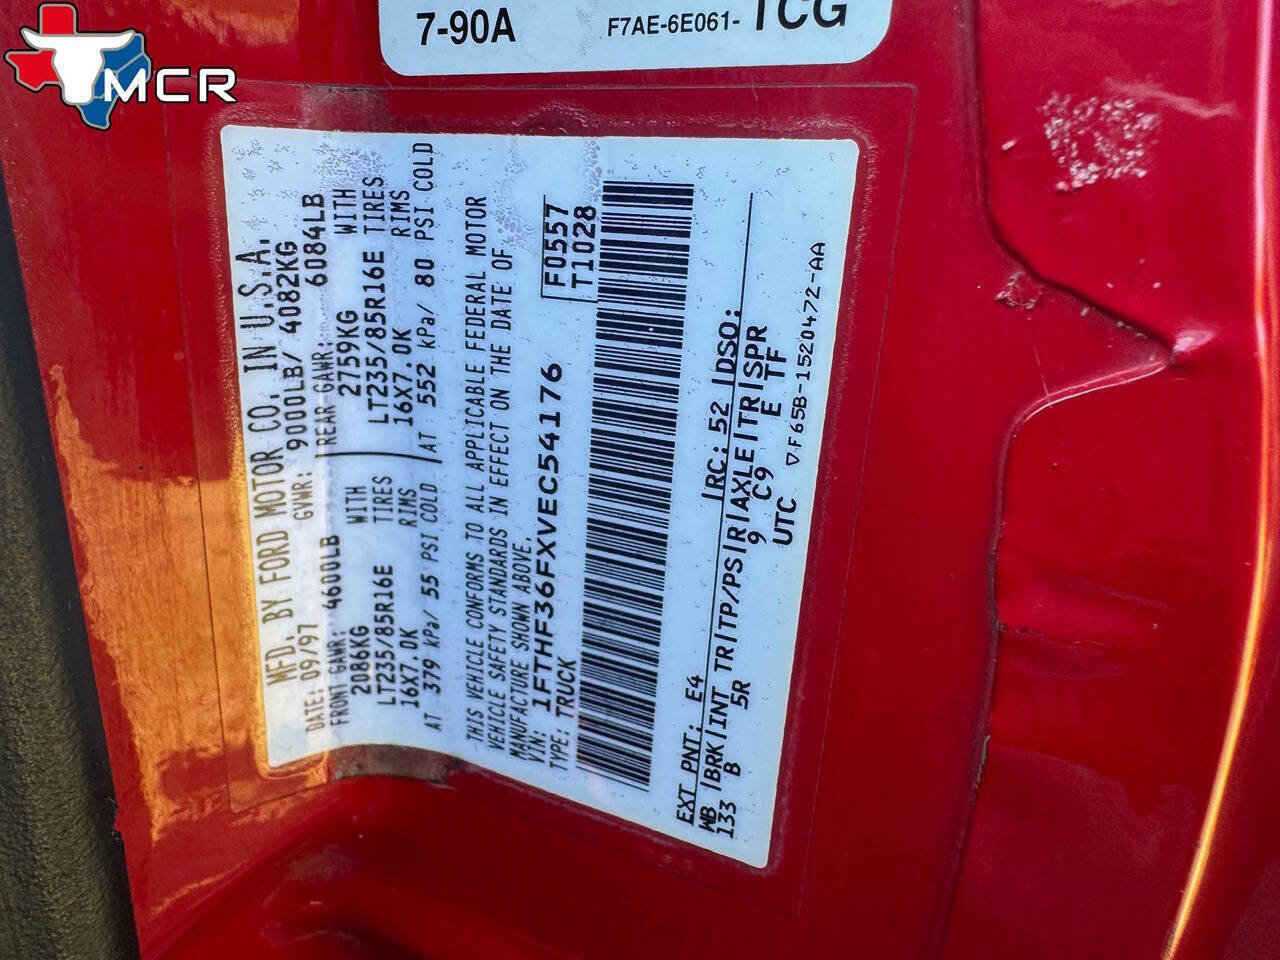 MCR
7-90A F7AE-6E061- TCG
MFD. BY FORD MOTOR CO. IN U.S.A.
DATE: 09/97 GVWR: 9000LB/ 4082KG
FRONT GAWR: 4600LB REAR GAWR: 6084LB
2086KG WITH 2759KG WITH
LT235/85R16E TIRES LT235/85R16E TIRES
16X7.0K RIMS 16X7.0K RIMS
AT 379 kPa/ 55 PSI COLD AT 552 kPa/ 80 PSI COLD
THIS VEHICLE CONFORMS TO ALL APPLICABLE FEDERAL MOTOR
VEHICLE SAFETY STANDARDS IN EFFECT ON THE DATE OF
MANUFACTURE SHOWN ABOVE.
VIN: 1FTHF36FXVEC54176 F0557
TYPE: TRUCK T1028
EXT PNT: E4 RC: 52 DSO:
WB BRK INT TR TP/PS R AXLE TR SPR
133 B 5R 9 C9 E TF
UTC
F65B-1520472-AA